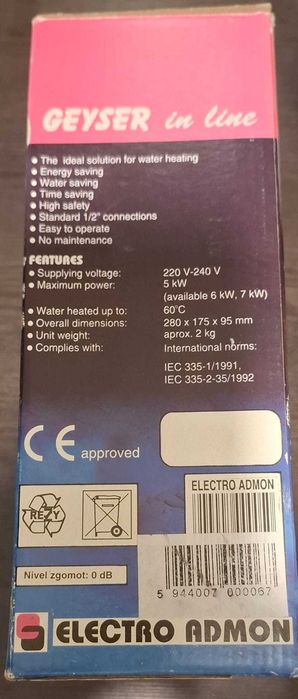 GEYSER in line
• The ideal solution for water heating
• Energy saving
• Water saving
• Time saving
• High safety
• Standard 1/2" connections
• Easy to operate
• No maintenance
FEATURES
• Supplying voltage: 220 V-240 V
• Maximum power: 5 kW
(available 6 kW, 7 kW)
• Water heated up to: 60°C
• Overall dimensions: 280 x 175 x 95 mm
• Unit weight: aprox. 2 kg
• Complies with: International norms:
IEC 335-1/1991,
IEC 335-2-35/1992
CE approved
ELECTRO ADMON
REZY
Nivel zgomot: 0 dB
5 944007 000067
ELECTRO ADMON